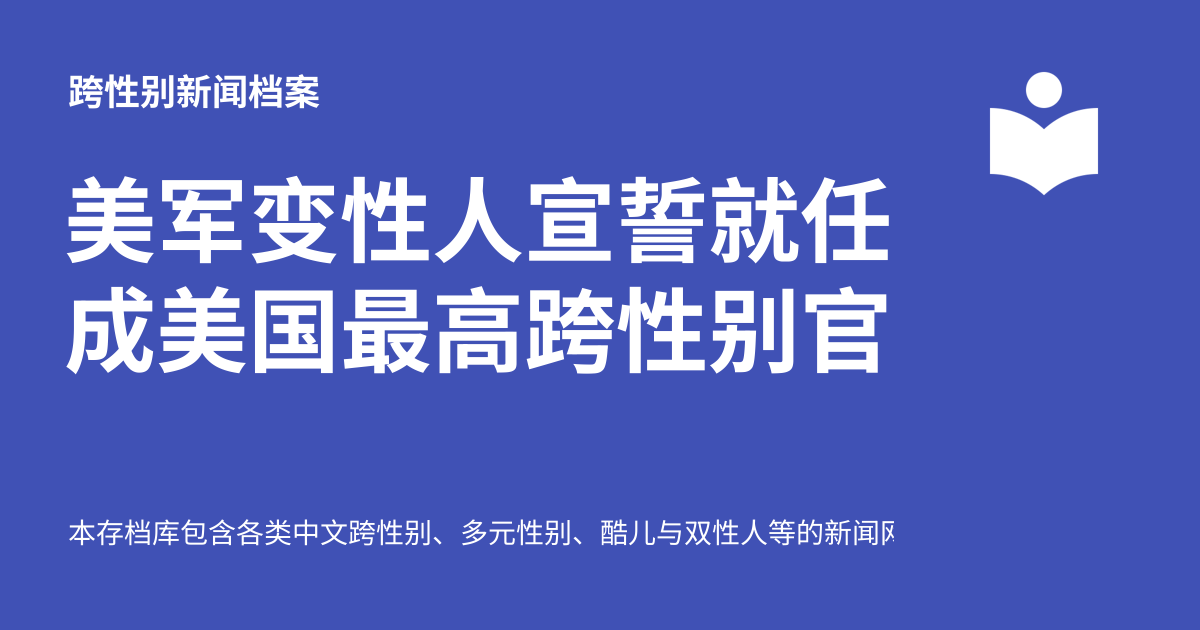 跨性别新闻档案
美军变性人宣誓就任
成美国最高跨性别官
本存档库包含各类中文跨性别、多元性别、酷儿与双性人等的新闻